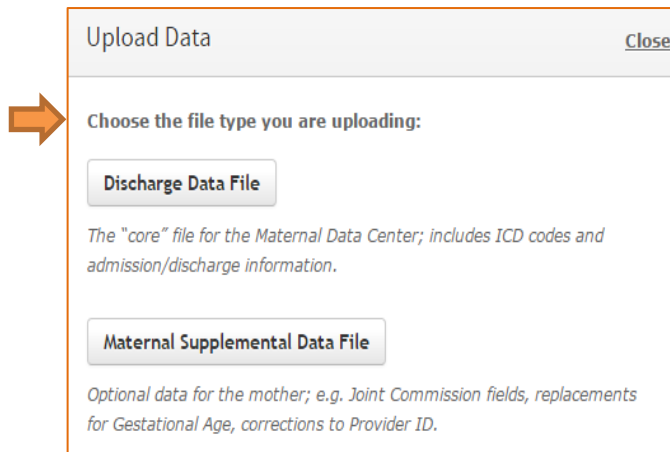 Upload Data
Close
Choose the file type you are uploading:
Discharge Data File
The "core" file for the Maternal Data Center; includes ICD codes and
admission/discharge information.
Maternal Supplemental Data File
Optional data for the mother; e.g. Joint Commission fields, replacements
for Gestational Age, corrections to Provider ID.